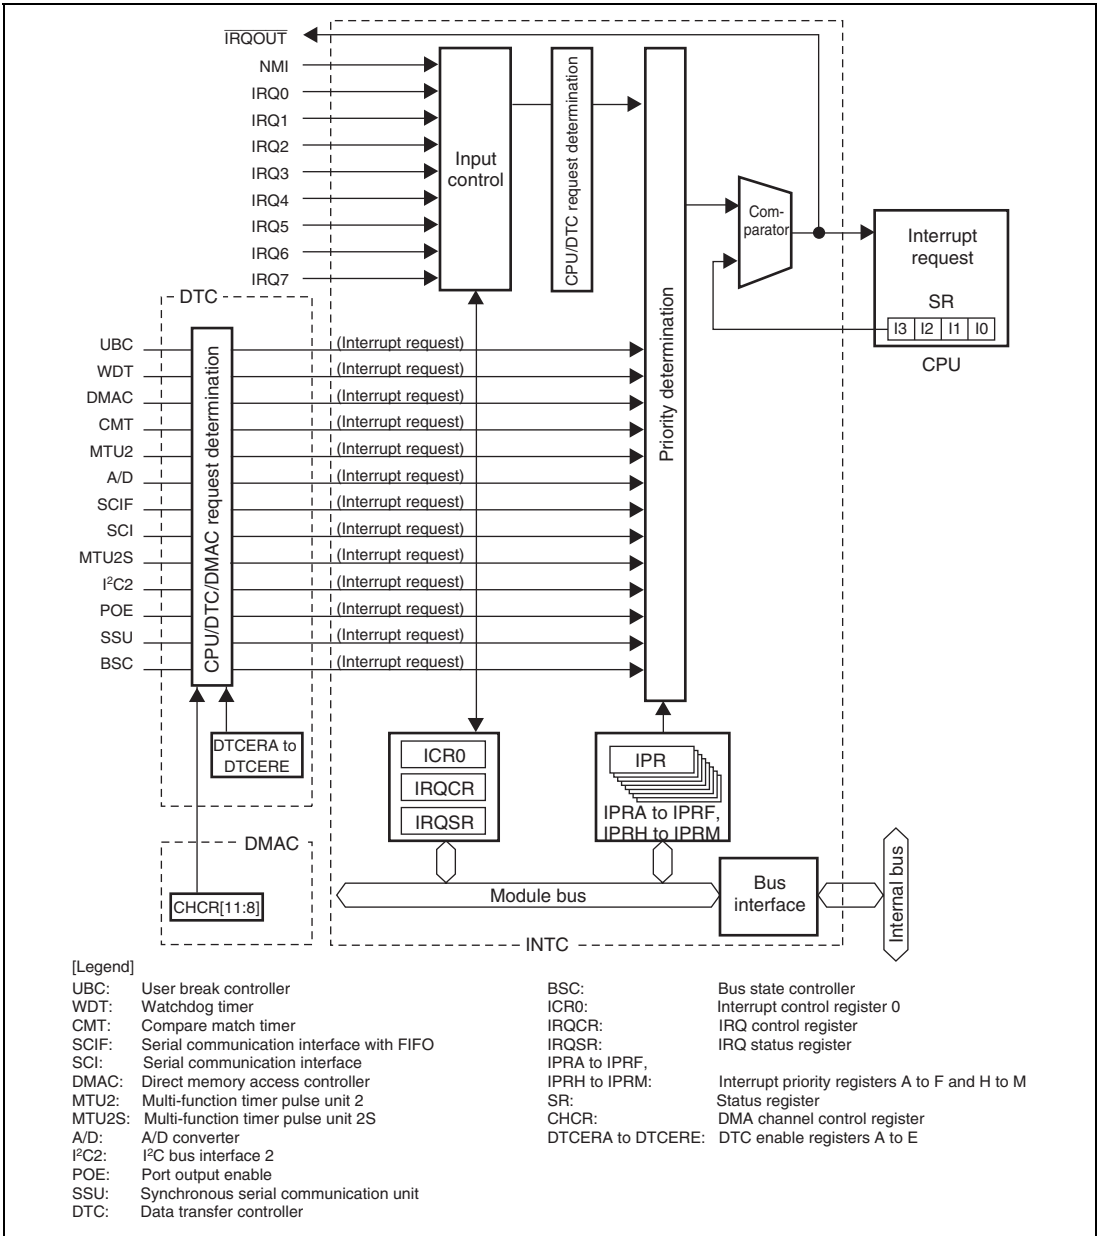 IRQOUT
NMI
IRQ0
IRQ1
IRQ2
IRQ3
IRQ4
IRQ5
IRQ6
IRQ7
Input
control
CPU/DTC request determination
Priority determination
Com-
parator
Interrupt
request
SR
I3 I2 I1 I0
CPU
DTC
UBC
WDT
DMAC
CMT
MTU2
A/D
SCIF
SCI
MTU2S
I²C2
POE
SSU
BSC
CPU/DTC/DMAC request determination
(Interrupt request)
(Interrupt request)
(Interrupt request)
(Interrupt request)
(Interrupt request)
(Interrupt request)
(Interrupt request)
(Interrupt request)
(Interrupt request)
(Interrupt request)
(Interrupt request)
(Interrupt request)
(Interrupt request)
DTCERA to
DTCERE
ICR0
IRQCR
IRQSR
IPR
IPRA to IPRF,
IPRH to IPRM
DMAC
CHCR[11:8]
Module bus
Bus
interface
Internal bus
INTC
[Legend]
UBC: User break controller
WDT: Watchdog timer
CMT: Compare match timer
SCIF: Serial communication interface with FIFO
SCI: Serial communication interface
DMAC: Direct memory access controller
MTU2: Multi-function timer pulse unit 2
MTU2S: Multi-function timer pulse unit 2S
A/D: A/D converter
I²C2: I²C bus interface 2
POE: Port output enable
SSU: Synchronous serial communication unit
DTC: Data transfer controller
BSC: Bus state controller
ICR0: Interrupt control register 0
IRQCR: IRQ control register
IRQSR: IRQ status register
IPRA to IPRF,
IPRH to IPRM: Interrupt priority registers A to F and H to M
SR: Status register
CHCR: DMA channel control register
DTCERA to DTCERE: DTC enable registers A to E